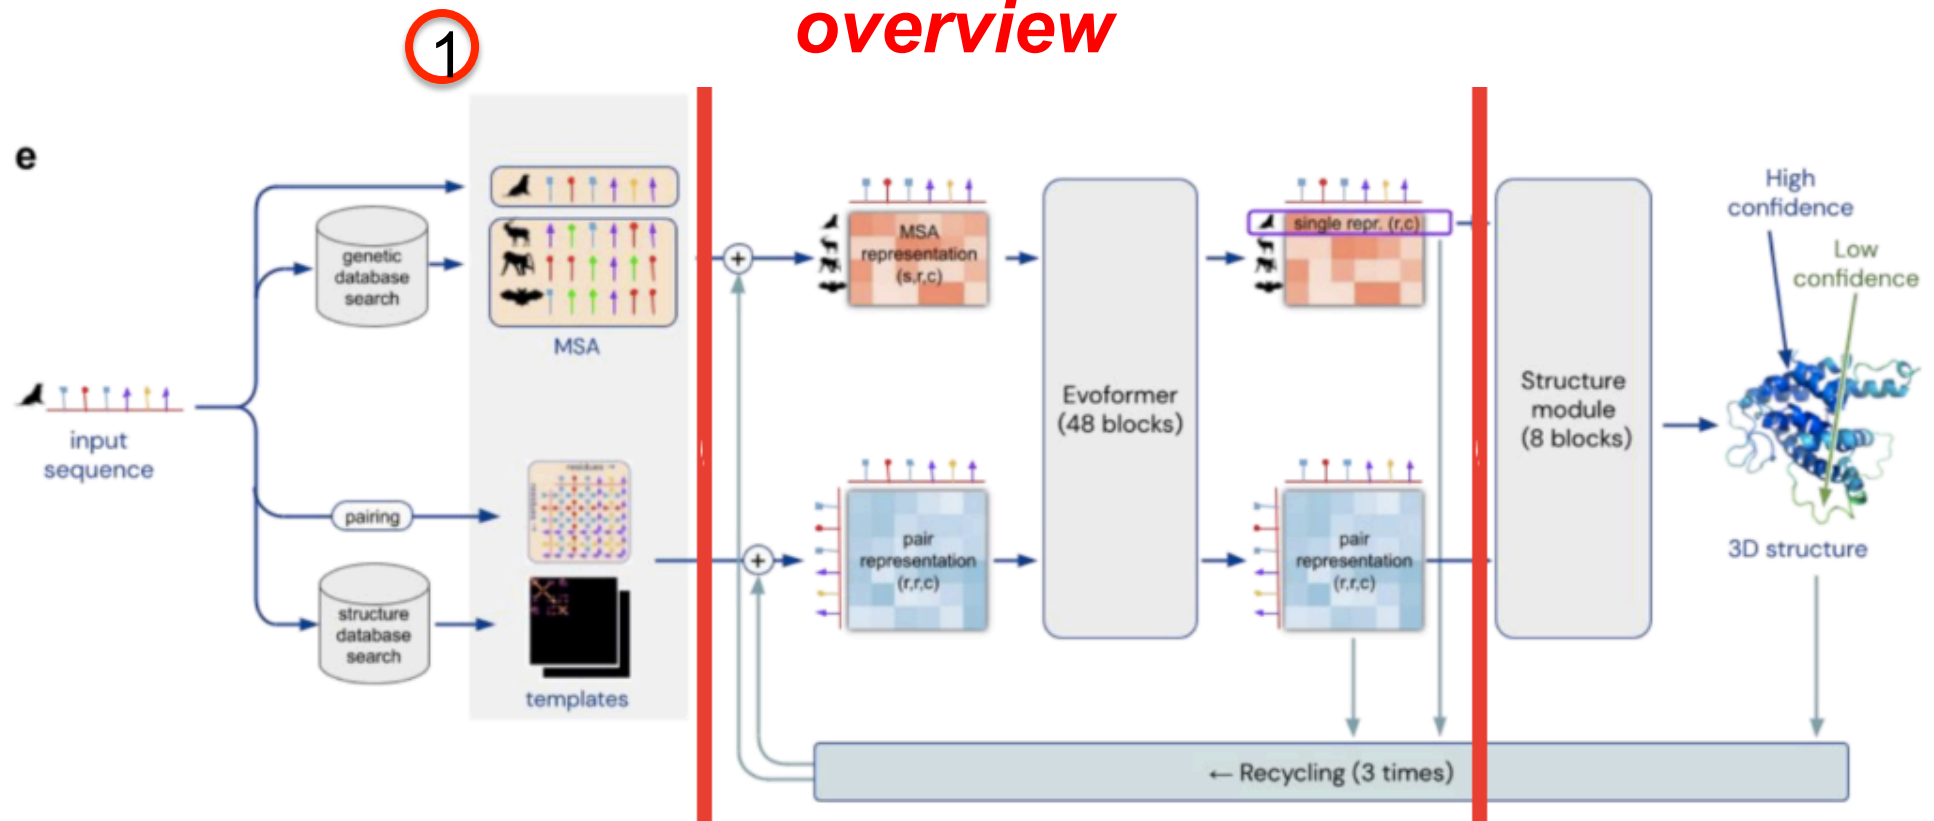 overview
1
e
genetic
database
search
MSA
input
sequence
pairing
residues →
structure
database
search
templates
+
MSA
representation
(s,r,c)
+
pair
representation
(r,r,c)
Evoformer
(48 blocks)
single repr. (r,c)
pair
representation
(r,r,c)
Structure
module
(8 blocks)
High
confidence
Low
confidence
3D structure
← Recycling (3 times)